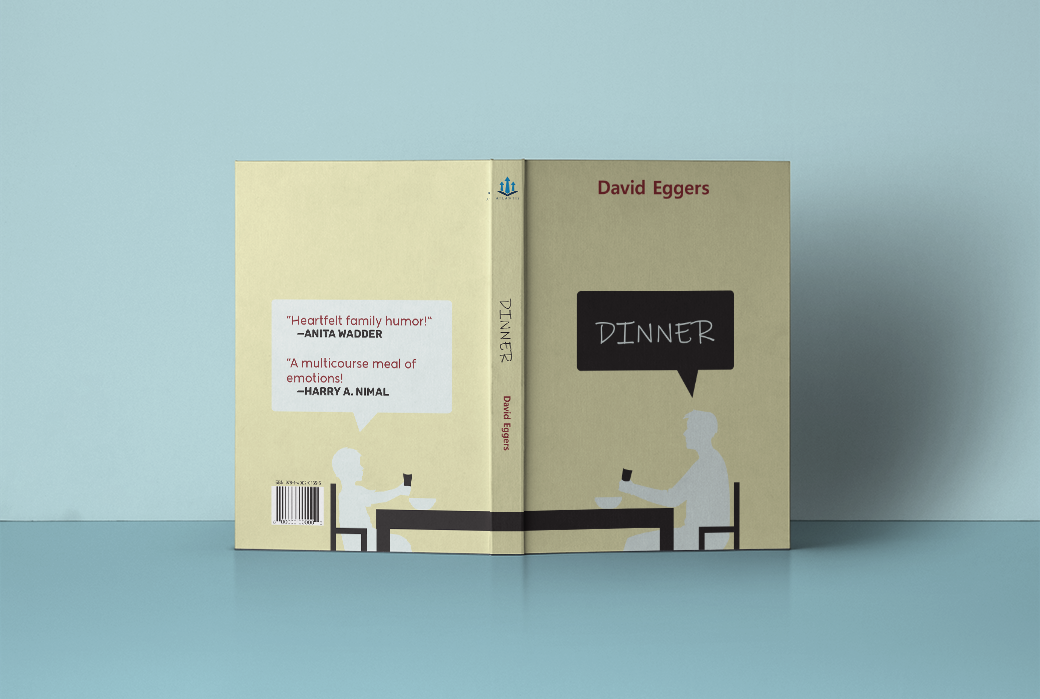 "Heartfelt family humor!"
—ANITA WADDER
"A multicourse meal of
emotions!
—HARRY A. NIMAL
DINNER
David Eggers
David Eggers
DINNER